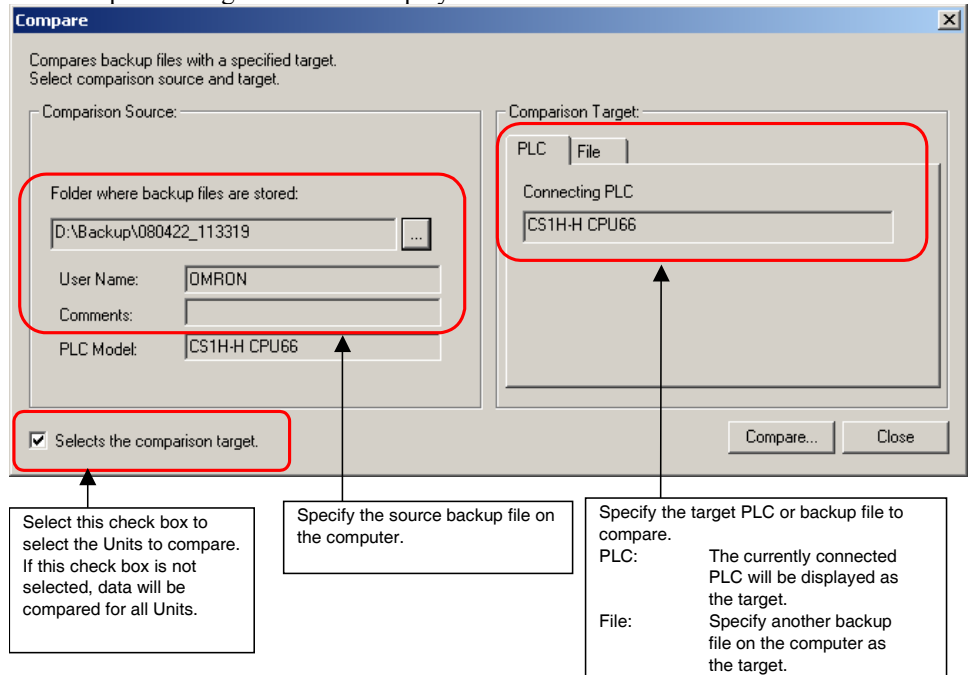 Compare
Compares backup files with a specified target.
Select comparison source and target.
Comparison Source:
Folder where backup files are stored:
D:\Backup\080422_113319
...
User Name: OMRON
Comments:
PLC Model: CS1H-H CPU66
Comparison Target:
PLC File
Connecting PLC
CS1H-H CPU66
Selects the comparison target.
Compare... Close
Select this check box to
select the Units to compare.
If this check box is not
selected, data will be
compared for all Units.
Specify the source backup file on
the computer.
Specify the target PLC or backup file to
compare.
PLC: The currently connected
PLC will be displayed as
the target.
File: Specify another backup
file on the computer as
the target.